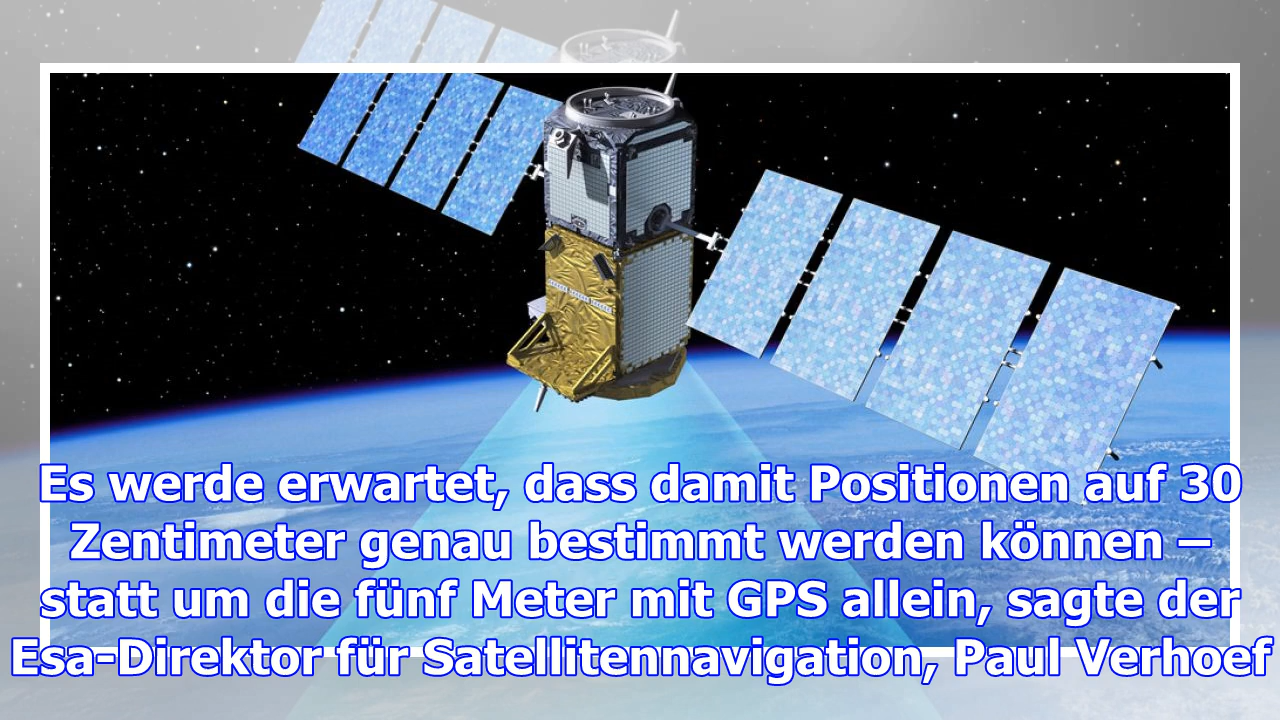 Es werde erwartet, dass damit Positionen auf 30
Zentimeter genau bestimmt werden können –
statt um die fünf Meter mit GPS allein, sagte der
Esa-Direktor für Satellitennavigation, Paul Verhoef